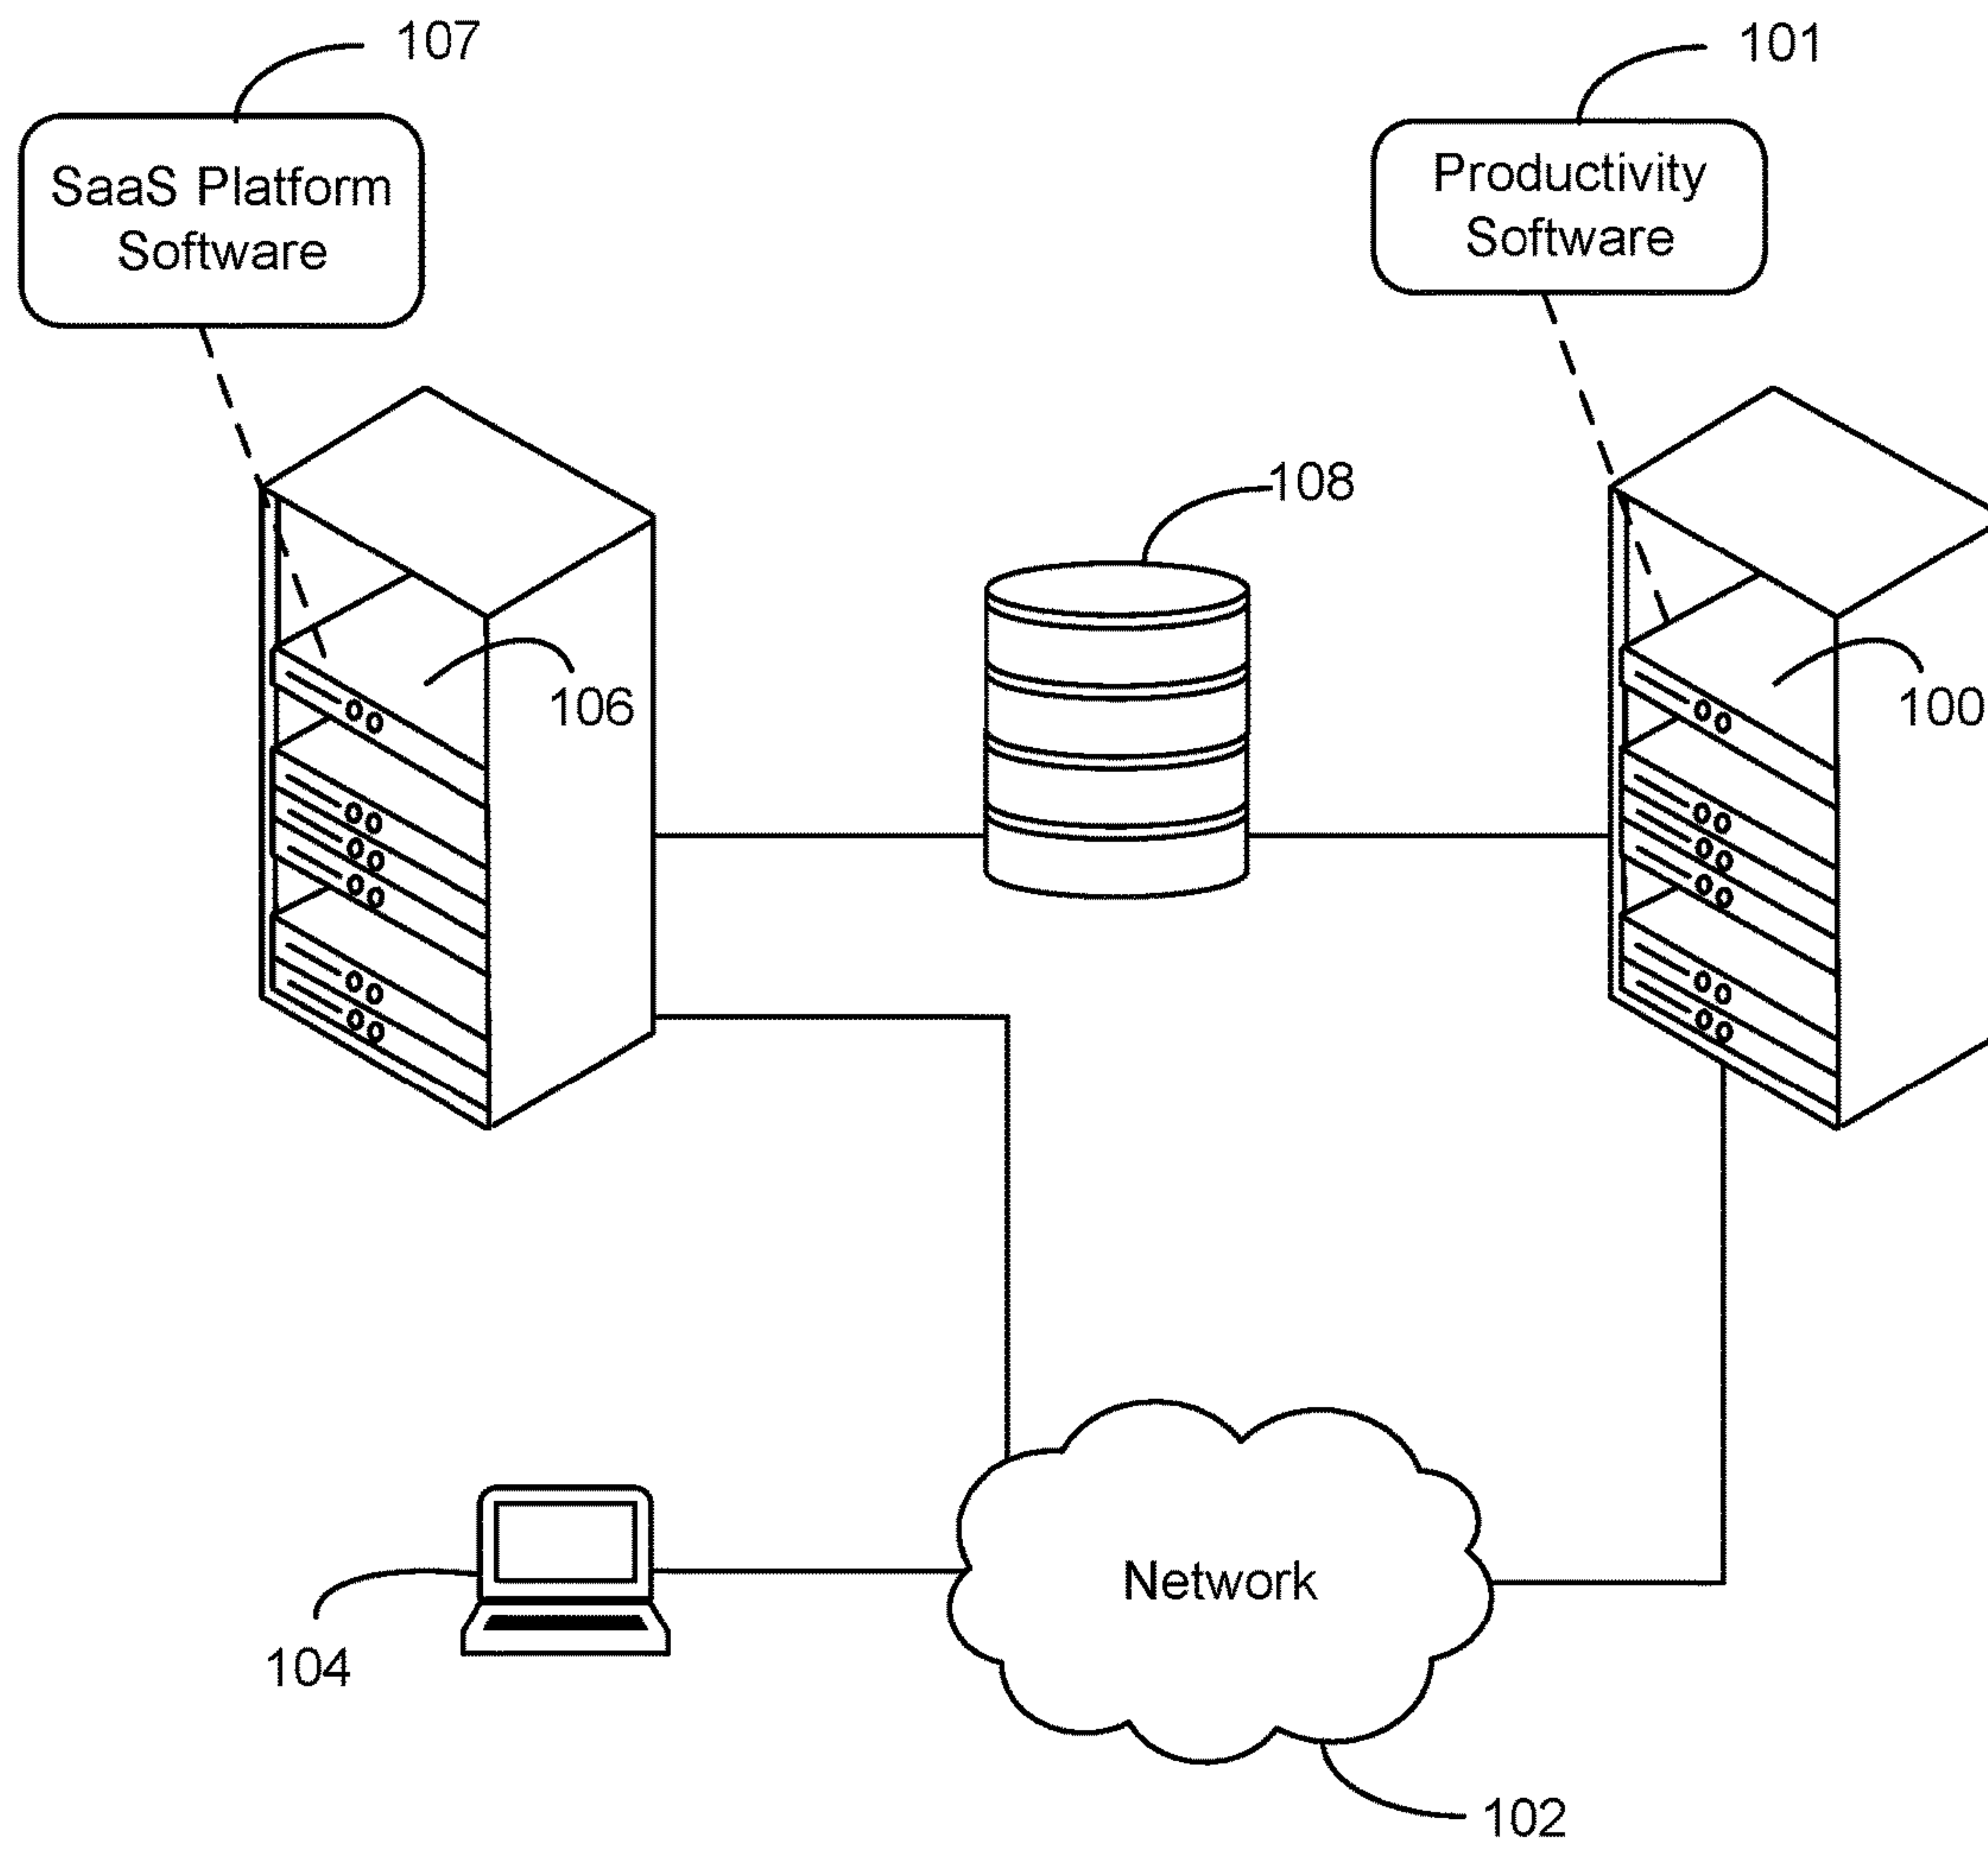 107
101
SaaS Platform
Software
Productivity
Software
108
106
100
Network
104
102